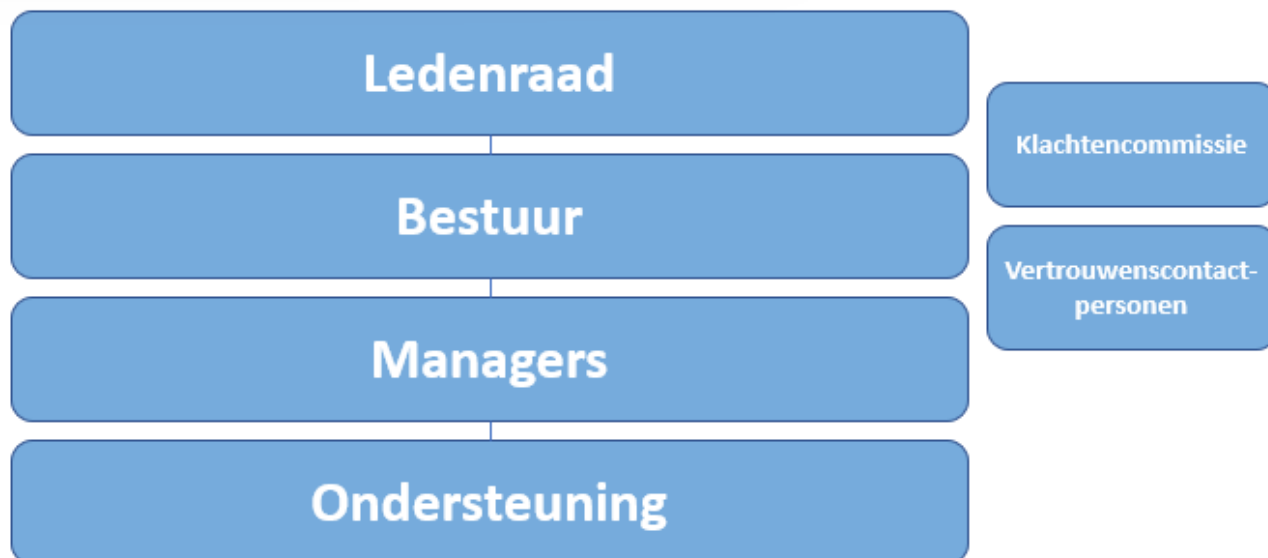 Ledenraad
Bestuur
Managers
Ondersteuning
Klachtencommissie
Vertrouwenscontact-
personen